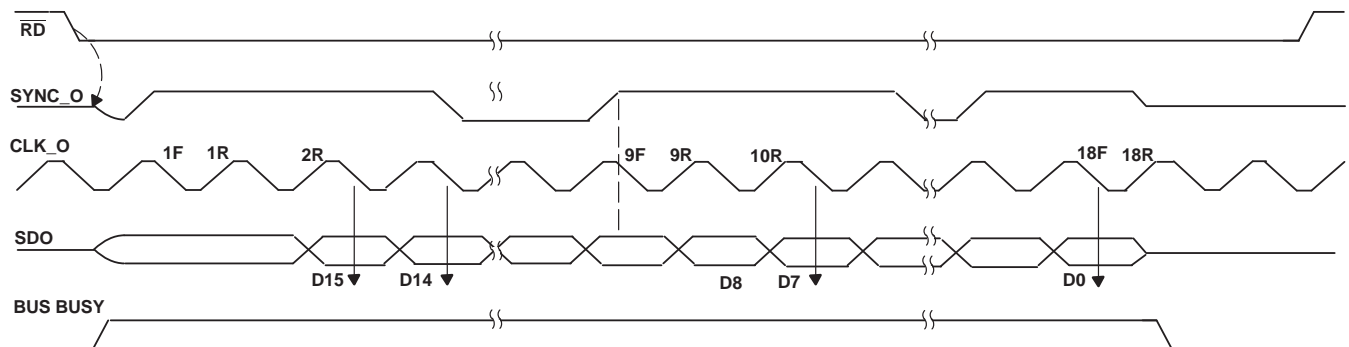 RD
SYNC_O
CLK_O
1F 1R 2R 9F 9R 10R 18F 18R
SDO
D15 D14 D8 D7 D0
BUS BUSY